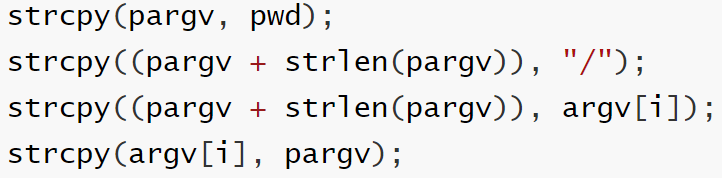 strcpy(pargv, pwd);
strcpy((pargv + strlen(pargv)), "/");
strcpy((pargv + strlen(pargv)), argv[i]);
strcpy(argv[i], pargv);